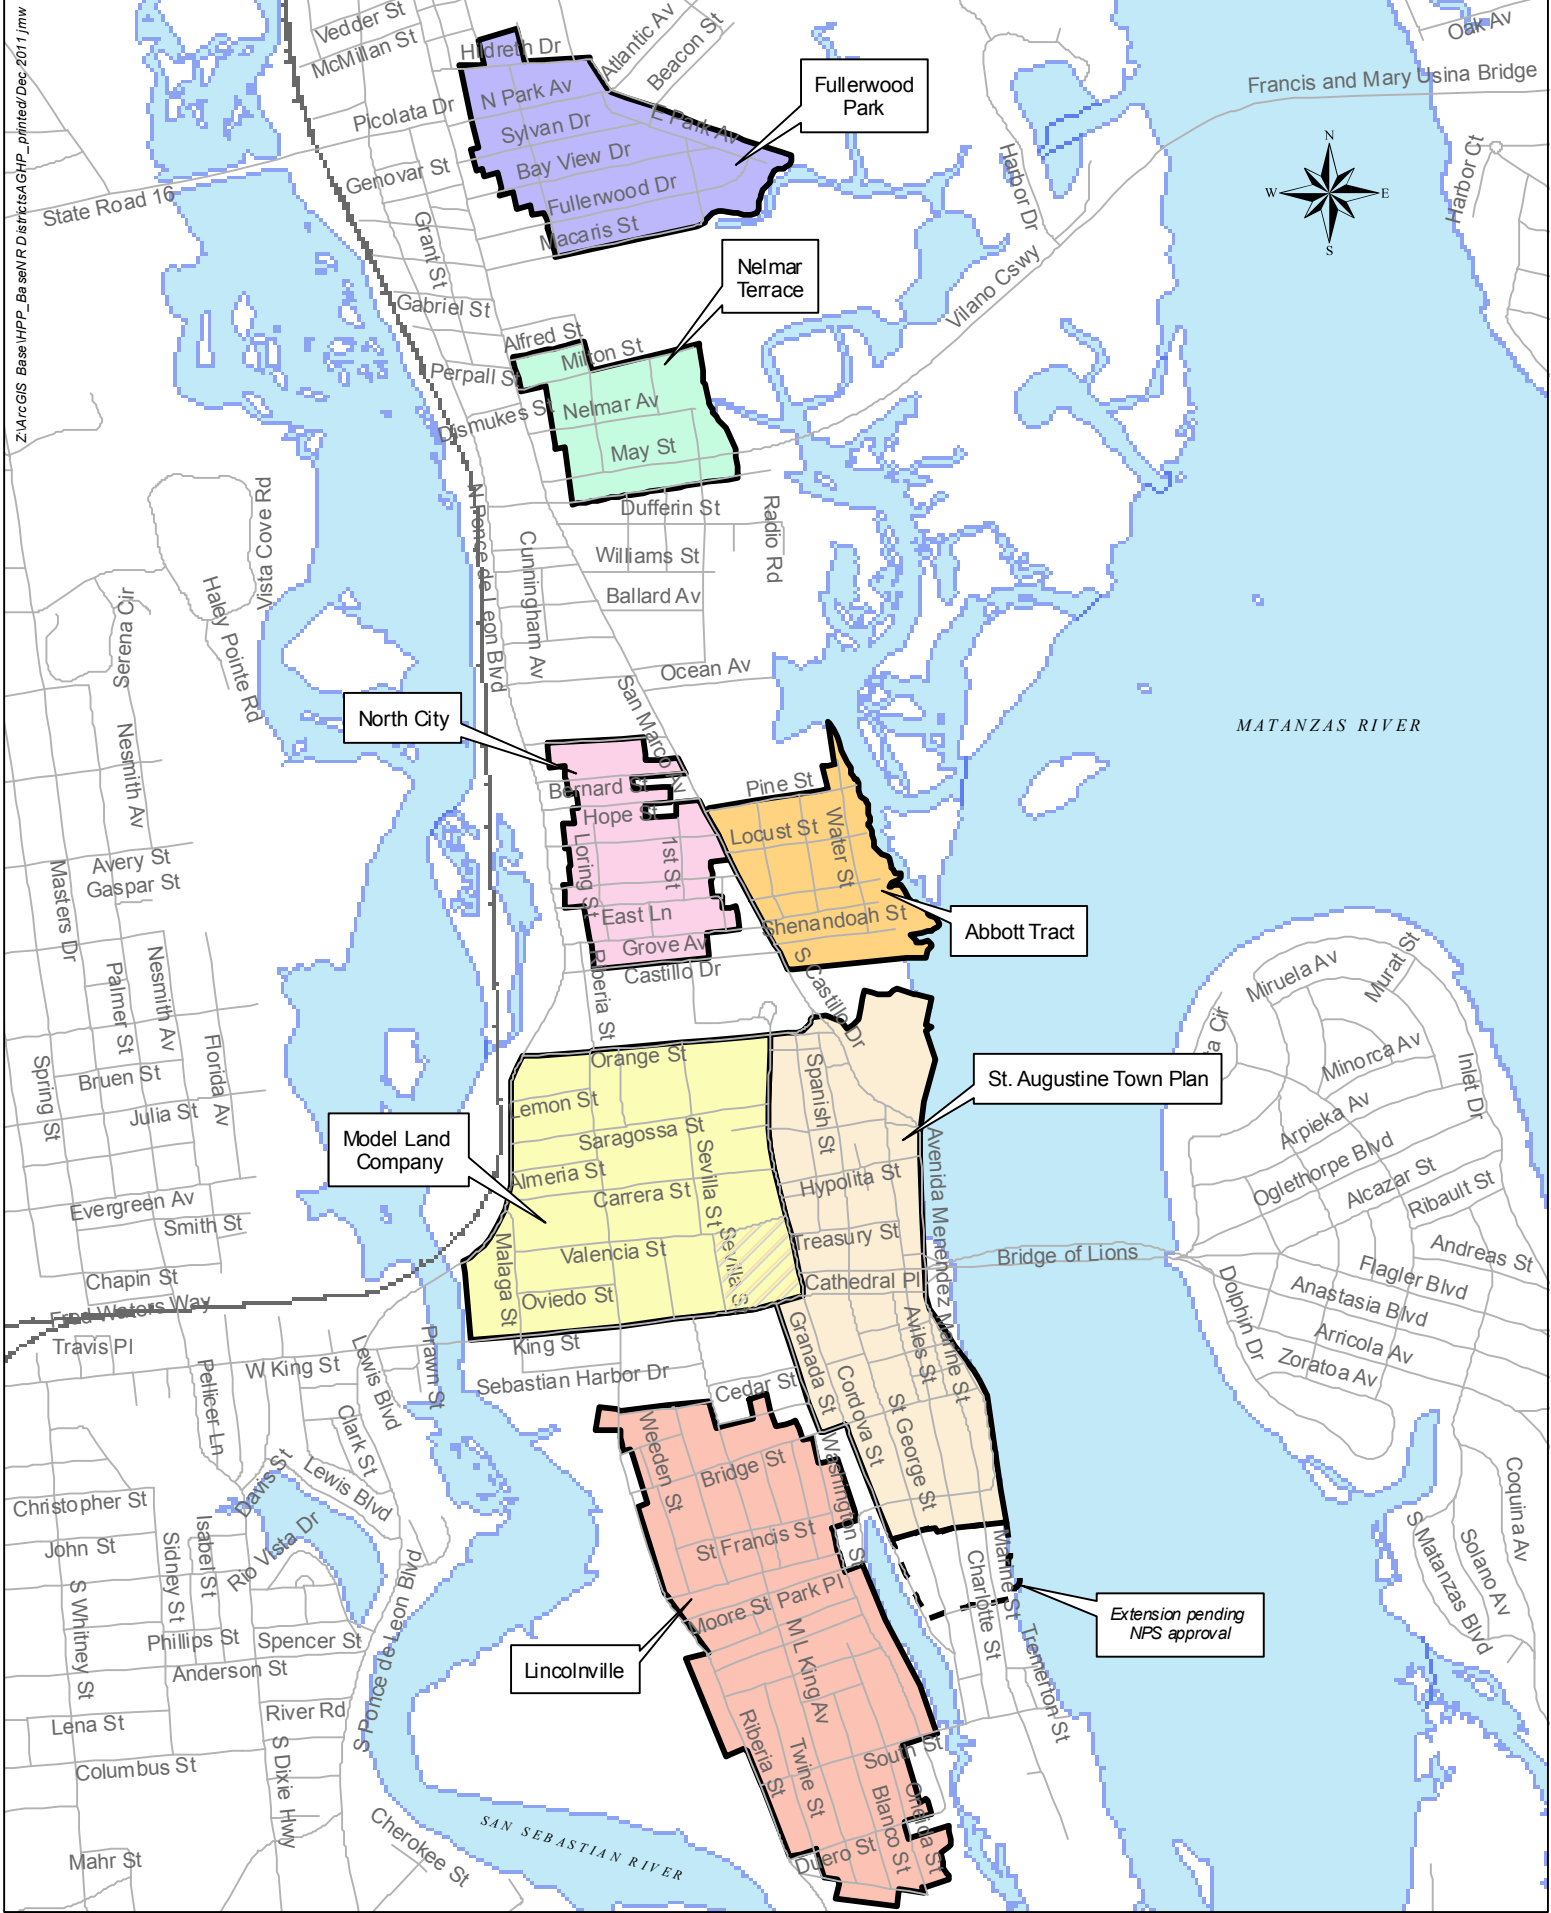 Z:\ArcGIS Base\HPP_Base\NR Districts\AGHP_printed/Dec 2011 jmw
Vedder St
McMillan St
Hildreth Dr
Atlantic Av
Beacon St
Oak Av
Francis and Mary Usina Bridge
Fullerwood
Park
N Park Av
E Park Av
Picolata Dr
Sylvan Dr
Bay View Dr
Genovar St
Fullerwood Dr
State Road 16
Macaris St
Grant St
Harbor Dr
Harbor Ct
N
W
E
S
Nelmar
Terrace
Vilano Cswy
Gabriel St
Alfred St
Milton St
Perpall S
Nelmar Av
Dismukes St
May St
Dufferin St
Radio Rd
Vista Cove Rd
N Ponce de Leon Blvd
Cunningham Av
Williams St
Ballard Av
Haley Pointe Rd
Serena Cir
Ocean Av
San Marco Av
North City
MATANZAS RIVER
Nesmith Av
Bernard St
Pine St
Hope St
Locust St
Water St
Loring St
1st St
Avery St
Gaspar St
Masters Dr
East Ln
Shenandoah St
Abbott Tract
Grove Av
Castillo Dr
Riberia St
S Castillo Dr
Palmer St
Nesmith Av
Florida Av
Miruela Av
Murat St
ta Cir
Minorca Av
Inlet Dr
Orange St
St. Augustine Town Plan
Spring St
Bruen St
Julia St
Lemon St
Saragossa St
Spanish St
Arpieka Av
Model Land
Company
Almeria St
Carrera St
Sevilla St
Hypolita St
Avenida Menendez
Oglethorpe Blvd
Alcazar St
Ribault St
Evergreen Av
Smith St
Malaga St
Valencia St
Sevilla S
Treasury St
Bridge of Lions
Andreas St
Chapin St
Cathedral Pl
Flagler Blvd
Anastasia Blvd
Dolphin Dr
Fred Waters Way
Oviedo St
Arricola Av
Travis Pl
King St
Granada St
Aviles St
Marine St
Zoratoa Av
W King St
Lewis Blvd
Prawn St
Sebastian Harbor Dr
Cedar St
Cordova St
St George St
Pellicer Ln
Clark St
Weeden St
Bridge St
Washington St
Christopher St
Davis St
Lewis Blvd
Coquina Av
John St
Sidney St
Isabel St
Rio Vista Dr
St Francis St
Marine St
Charlotte St
S Matanzas Blvd
Solano Av
S Whitney St
S Ponce de Leon Blvd
Moore St
Park Pl
Extension pending
NPS approval
Phillips St
Spencer St
Lincolnville
M L King Av
Tremerton St
Anderson St
River Rd
Lena St
Riberia St
South St
Columbus St
S Dixie Hwy
Twine St
Blanco St
Oneida St
Cherokee St
SAN SEBASTIAN RIVER
Duero St
Mahr St